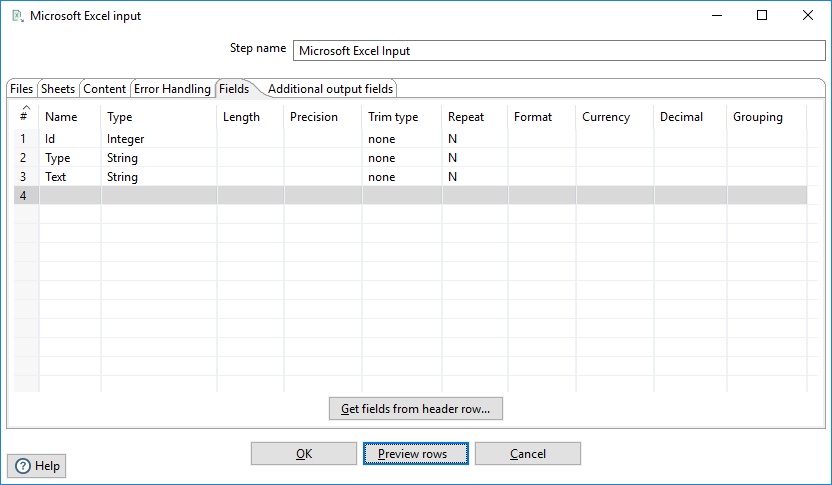 Microsoft Excel input
Step name Microsoft Excel Input
Files Sheets Content Error Handling Fields Additional output fields
# Name Type Length Precision Trim type Repeat Format Currency Decimal Grouping
1 Id Integer none N
2 Type String none N
3 Text String none N
4
Get fields from header row...
OK Preview rows Cancel
? Help